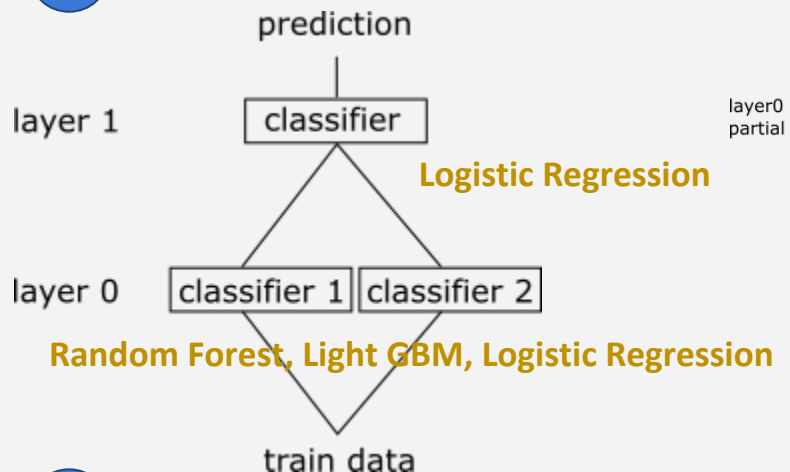 prediction
layer 1
classifier
layer0
partial
Logistic Regression
layer 0
classifier 1
classifier 2
Random Forest, Light GBM, Logistic Regression
train data